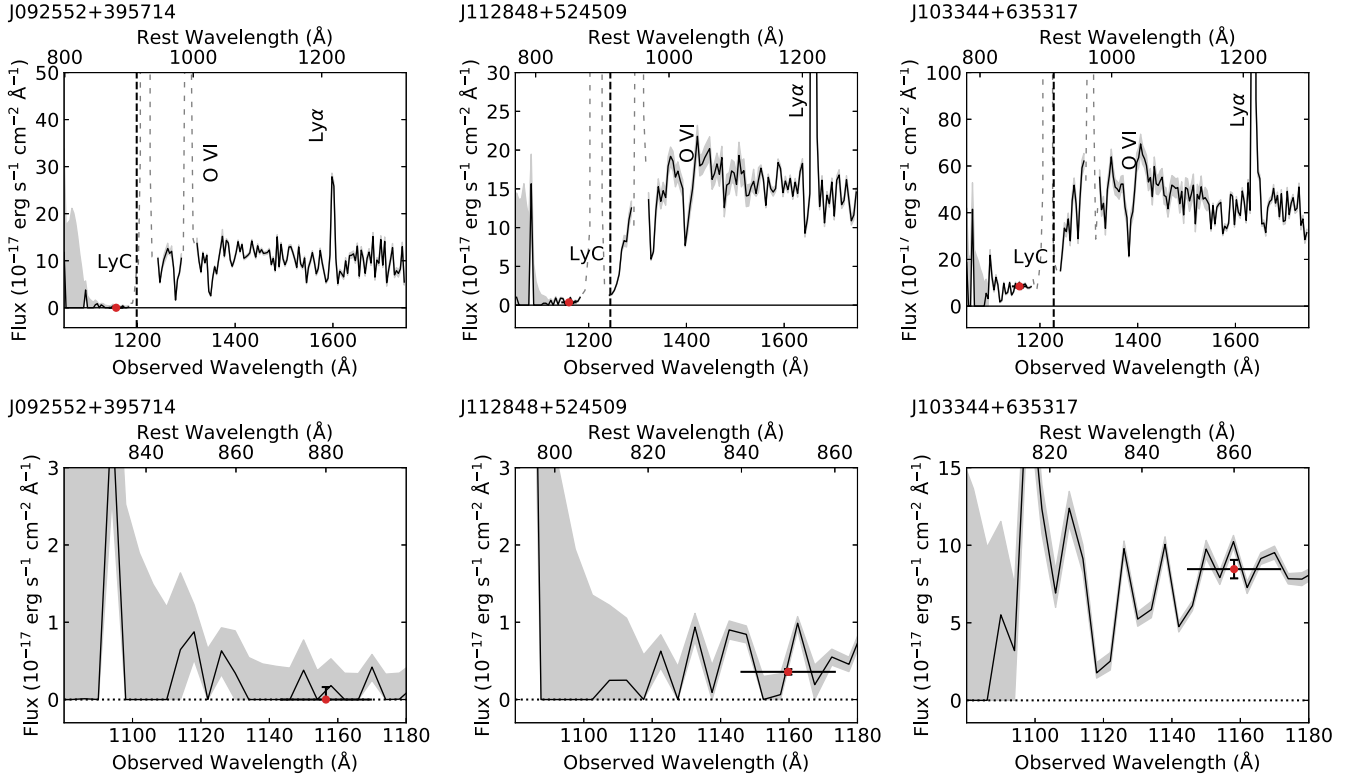 J092552+395714
Rest Wavelength (Å)
800 1000 1200
50
40
30
20
10
0
Flux (10⁻¹⁷ erg s⁻¹ cm⁻² Å⁻¹)
LyC
O VI
Lyα
1200 1400 1600
Observed Wavelength (Å)
J112848+524509
Rest Wavelength (Å)
800 1000 1200
30
25
20
15
10
5
0
Flux (10⁻¹⁷ erg s⁻¹ cm⁻² Å⁻¹)
LyC
O VI
Lyα
1200 1400 1600
Observed Wavelength (Å)
J103344+635317
Rest Wavelength (Å)
800 1000 1200
100
80
60
40
20
0
Flux (10⁻¹⁷ erg s⁻¹ cm⁻² Å⁻¹)
LyC
O VI
Lyα
1200 1400 1600
Observed Wavelength (Å)
J092552+395714
Rest Wavelength (Å)
840 860 880
3
2
1
0
Flux (10⁻¹⁷ erg s⁻¹ cm⁻² Å⁻¹)
1100 1120 1140 1160 1180
Observed Wavelength (Å)
J112848+524509
Rest Wavelength (Å)
800 820 840 860
3
2
1
0
Flux (10⁻¹⁷ erg s⁻¹ cm⁻² Å⁻¹)
1100 1120 1140 1160 1180
Observed Wavelength (Å)
J103344+635317
Rest Wavelength (Å)
820 840 860
15
10
5
0
Flux (10⁻¹⁷ erg s⁻¹ cm⁻² Å⁻¹)
1100 1120 1140 1160 1180
Observed Wavelength (Å)